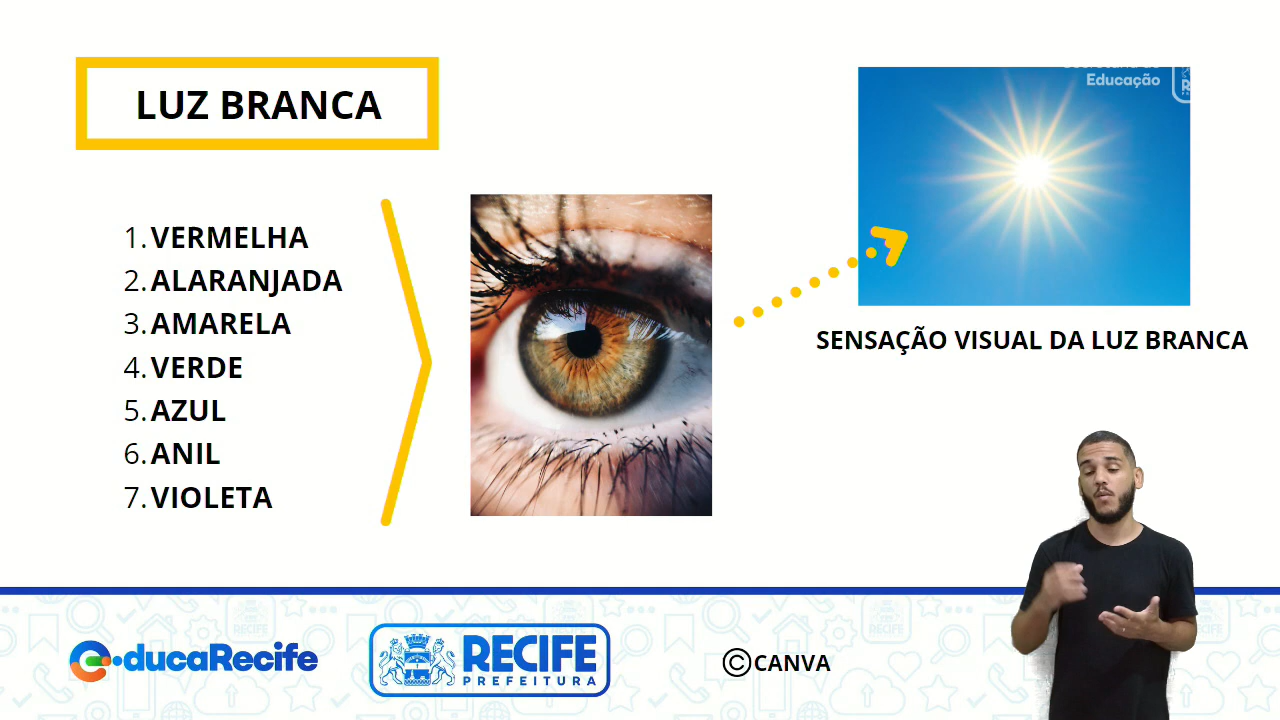 LUZ BRANCA
Educação
1. VERMELHA
2. ALARANJADA
3. AMARELA
4. VERDE
5. AZUL
6. ANIL
7. VIOLETA
SENSAÇÃO VISUAL DA LUZ BRANCA
educaRecife
RECIFE
PREFEITURA
©CANVA